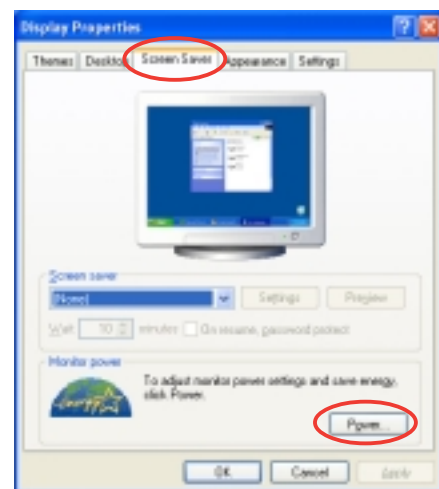 Display Properties
Themes Desktop Screen Saver Appearance Settings
Screen saver
(None) Settings Preview
Wait 10 minutes On resume, password protect
Monitor power
To adjust monitor power settings and save energy,
click Power.
Power...
OK Cancel Apply